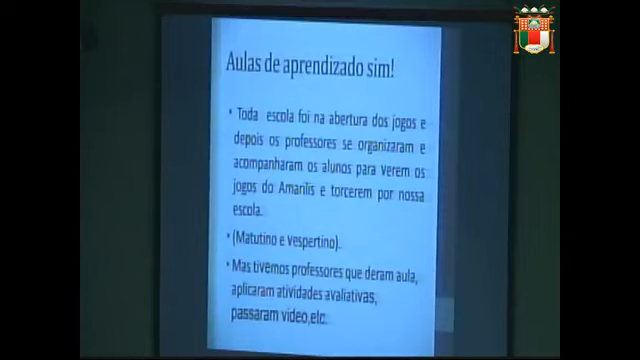 Aulas de aprendizado sim!
• Toda escola foi na abertura dos jogos e
depois os professores se organizaram e
acompanharam os alunos para verem os
jogos do Amarilis e torcerem por nossa
escola.
• (Matutino e vespertino).
• Mas tivemos professores que deram aula,
aplicaram atividades avaliativas,
passaram video,etc.